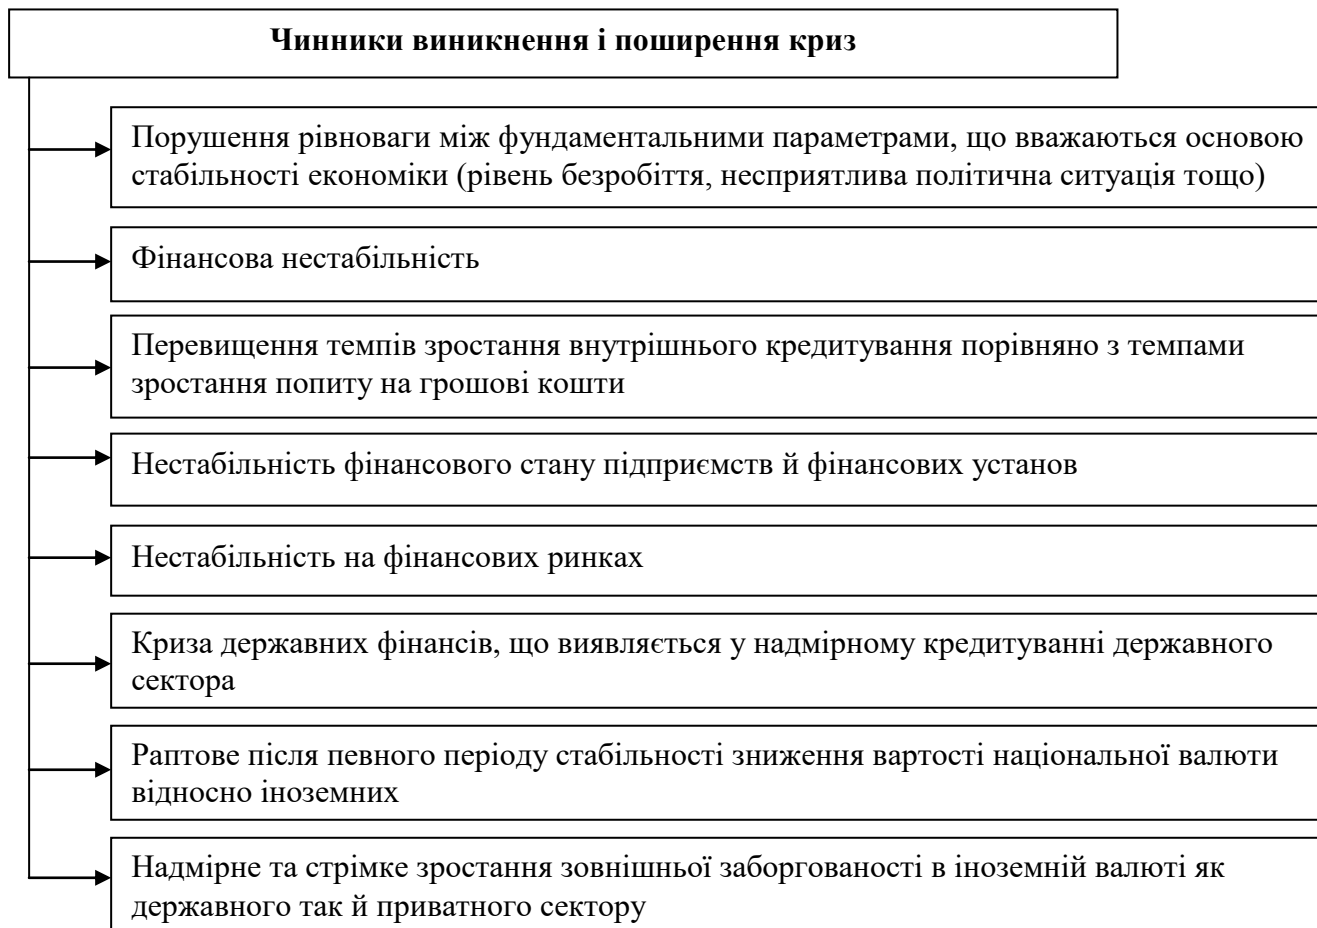 Чинники виникнення і поширення криз
Порушення рівноваги між фундаментальними параметрами, що вважаються основою
стабільності економіки (рівень безробіття, несприятлива політична ситуація тощо)
Фінансова нестабільність
Перевищення темпів зростання внутрішнього кредитування порівняно з темпами
зростання попиту на грошові кошти
Нестабільність фінансового стану підприємств й фінансових установ
Нестабільність на фінансових ринках
Криза державних фінансів, що виявляється у надмірному кредитуванні державного
сектора
Раптове після певного періоду стабільності зниження вартості національної валюти
відносно іноземних
Надмірне та стрімке зростання зовнішньої заборгованості в іноземній валюті як
державного так й приватного сектору